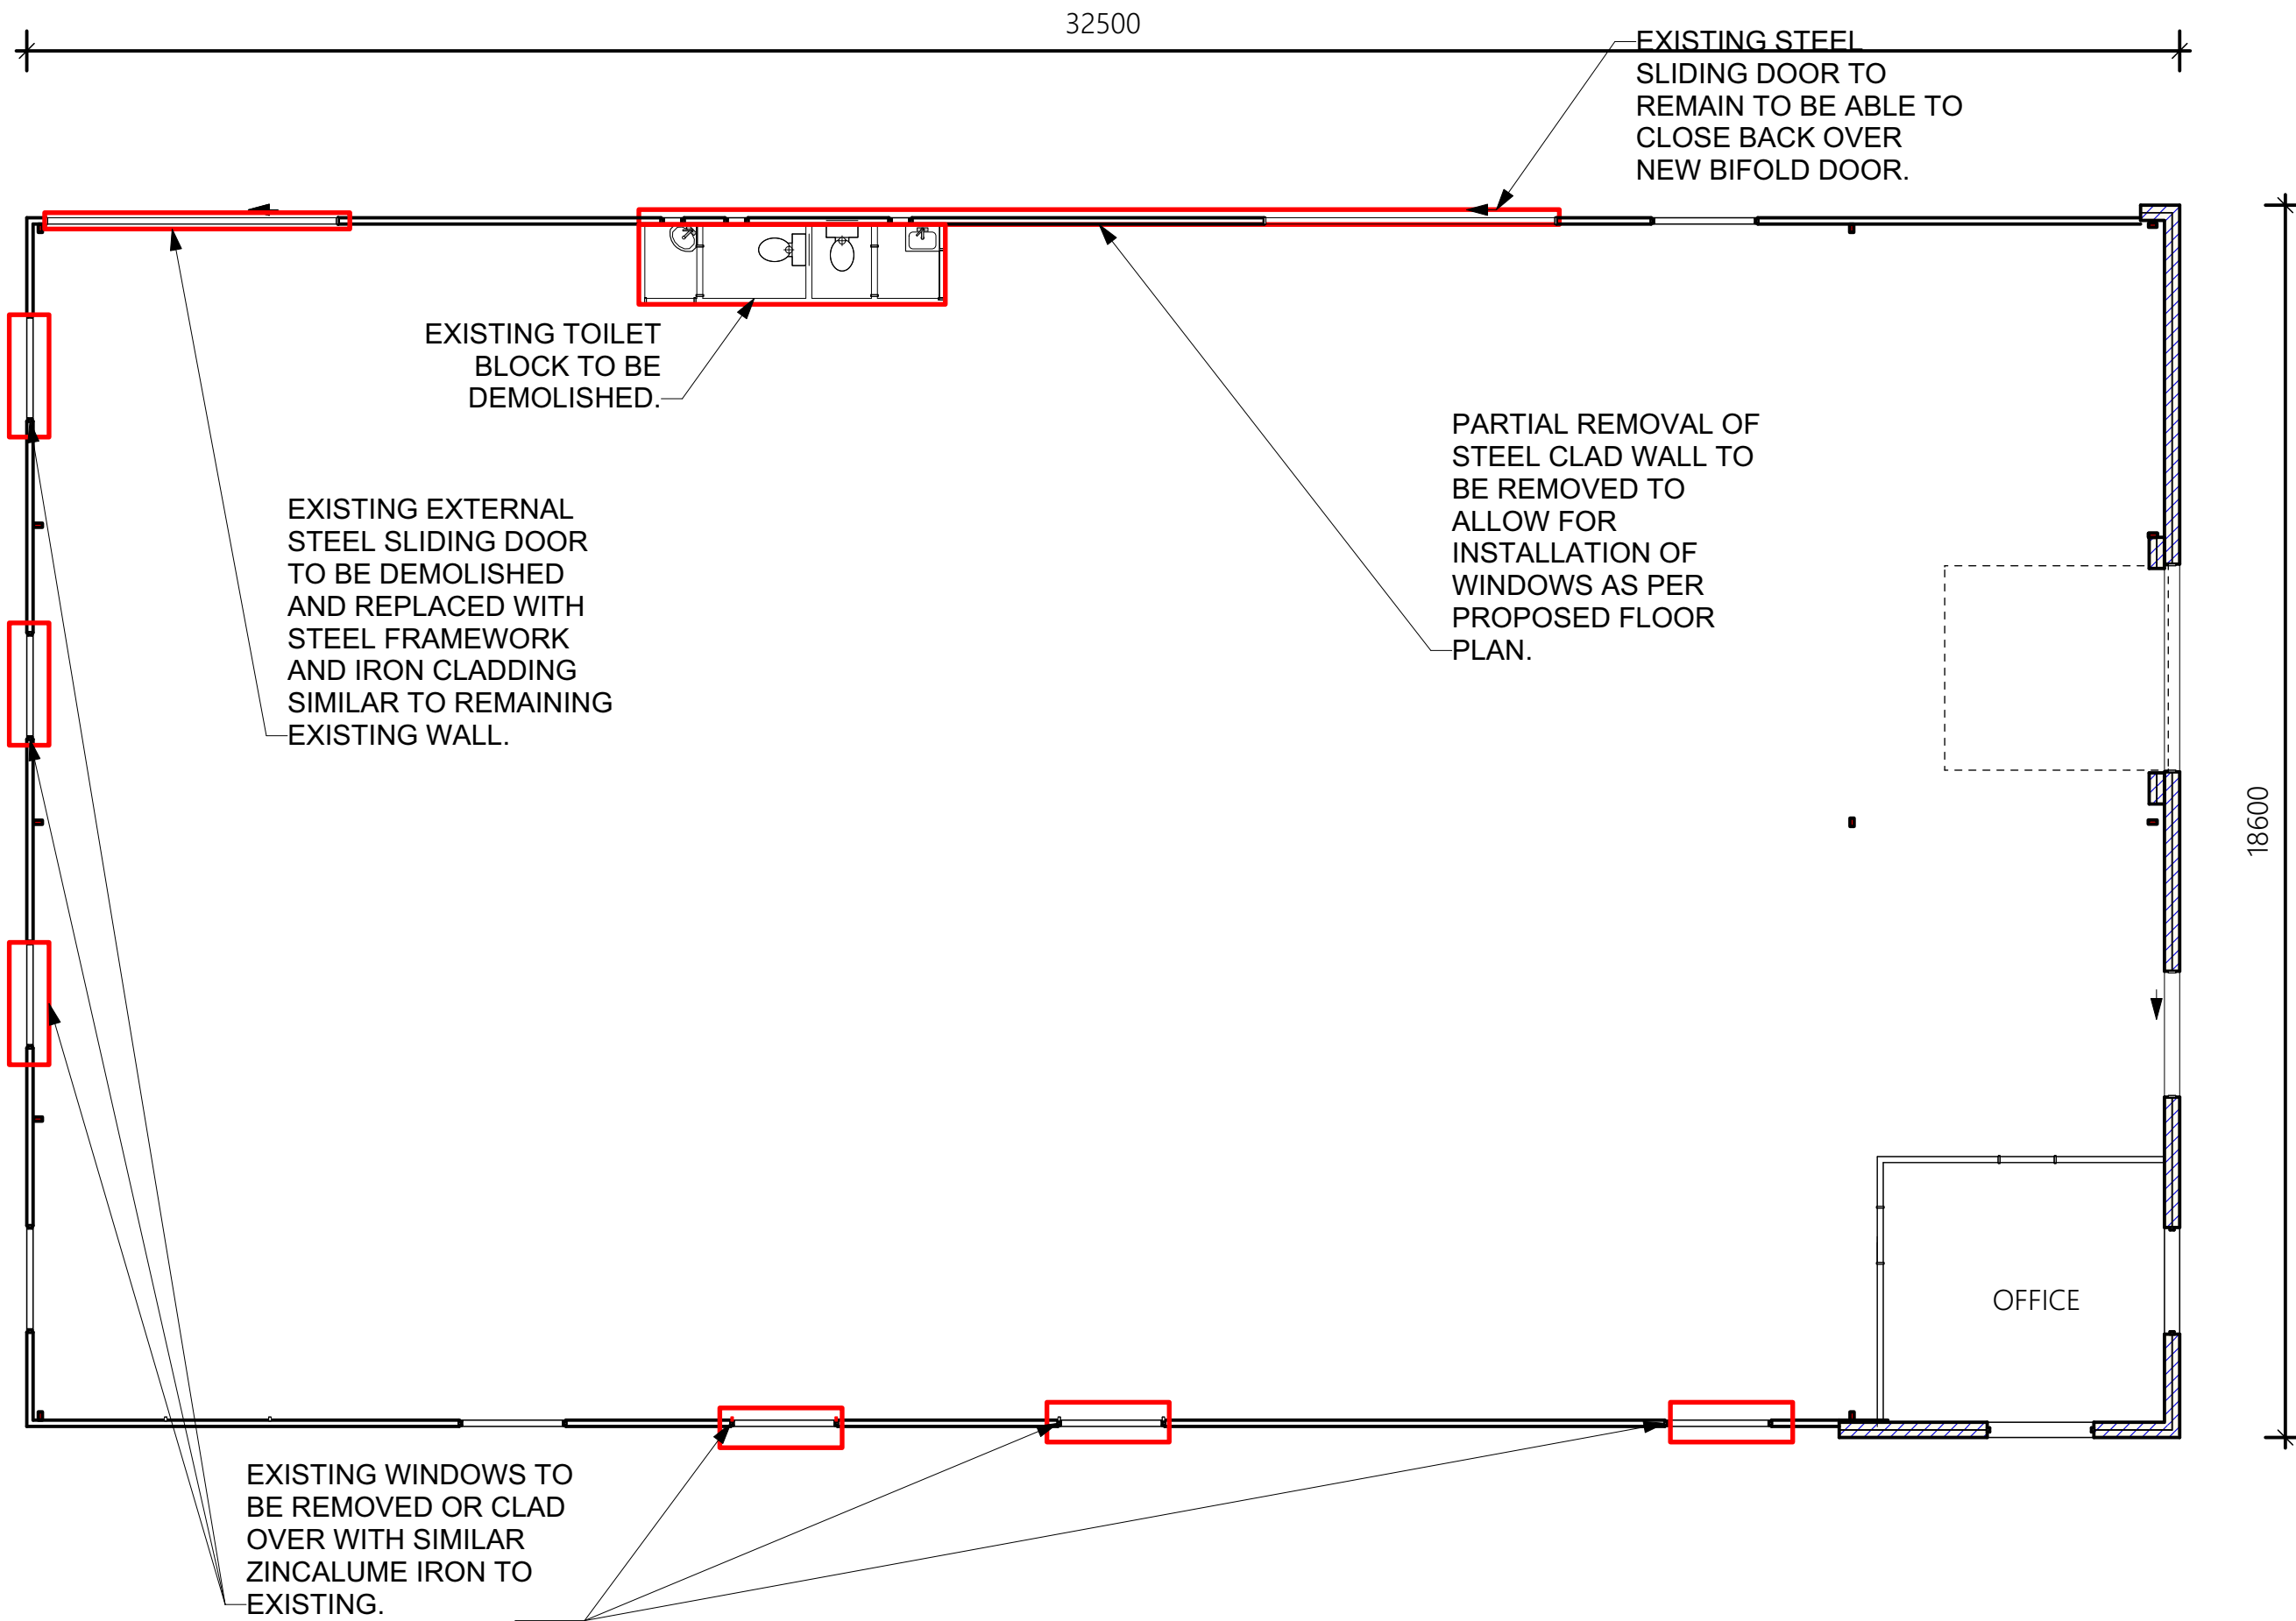 32500
EXISTING STEEL
SLIDING DOOR TO
REMAIN TO BE ABLE TO
CLOSE BACK OVER
NEW BIFOLD DOOR.
EXISTING TOILET
BLOCK TO BE
DEMOLISHED.
PARTIAL REMOVAL OF
STEEL CLAD WALL TO
BE REMOVED TO
ALLOW FOR
INSTALLATION OF
WINDOWS AS PER
PROPOSED FLOOR
PLAN.
EXISTING EXTERNAL
STEEL SLIDING DOOR
TO BE DEMOLISHED
AND REPLACED WITH
STEEL FRAMEWORK
AND IRON CLADDING
SIMILAR TO REMAINING
EXISTING WALL.
18600
OFFICE
EXISTING WINDOWS TO
BE REMOVED OR CLAD
OVER WITH SIMILAR
ZINCALUME IRON TO
EXISTING.